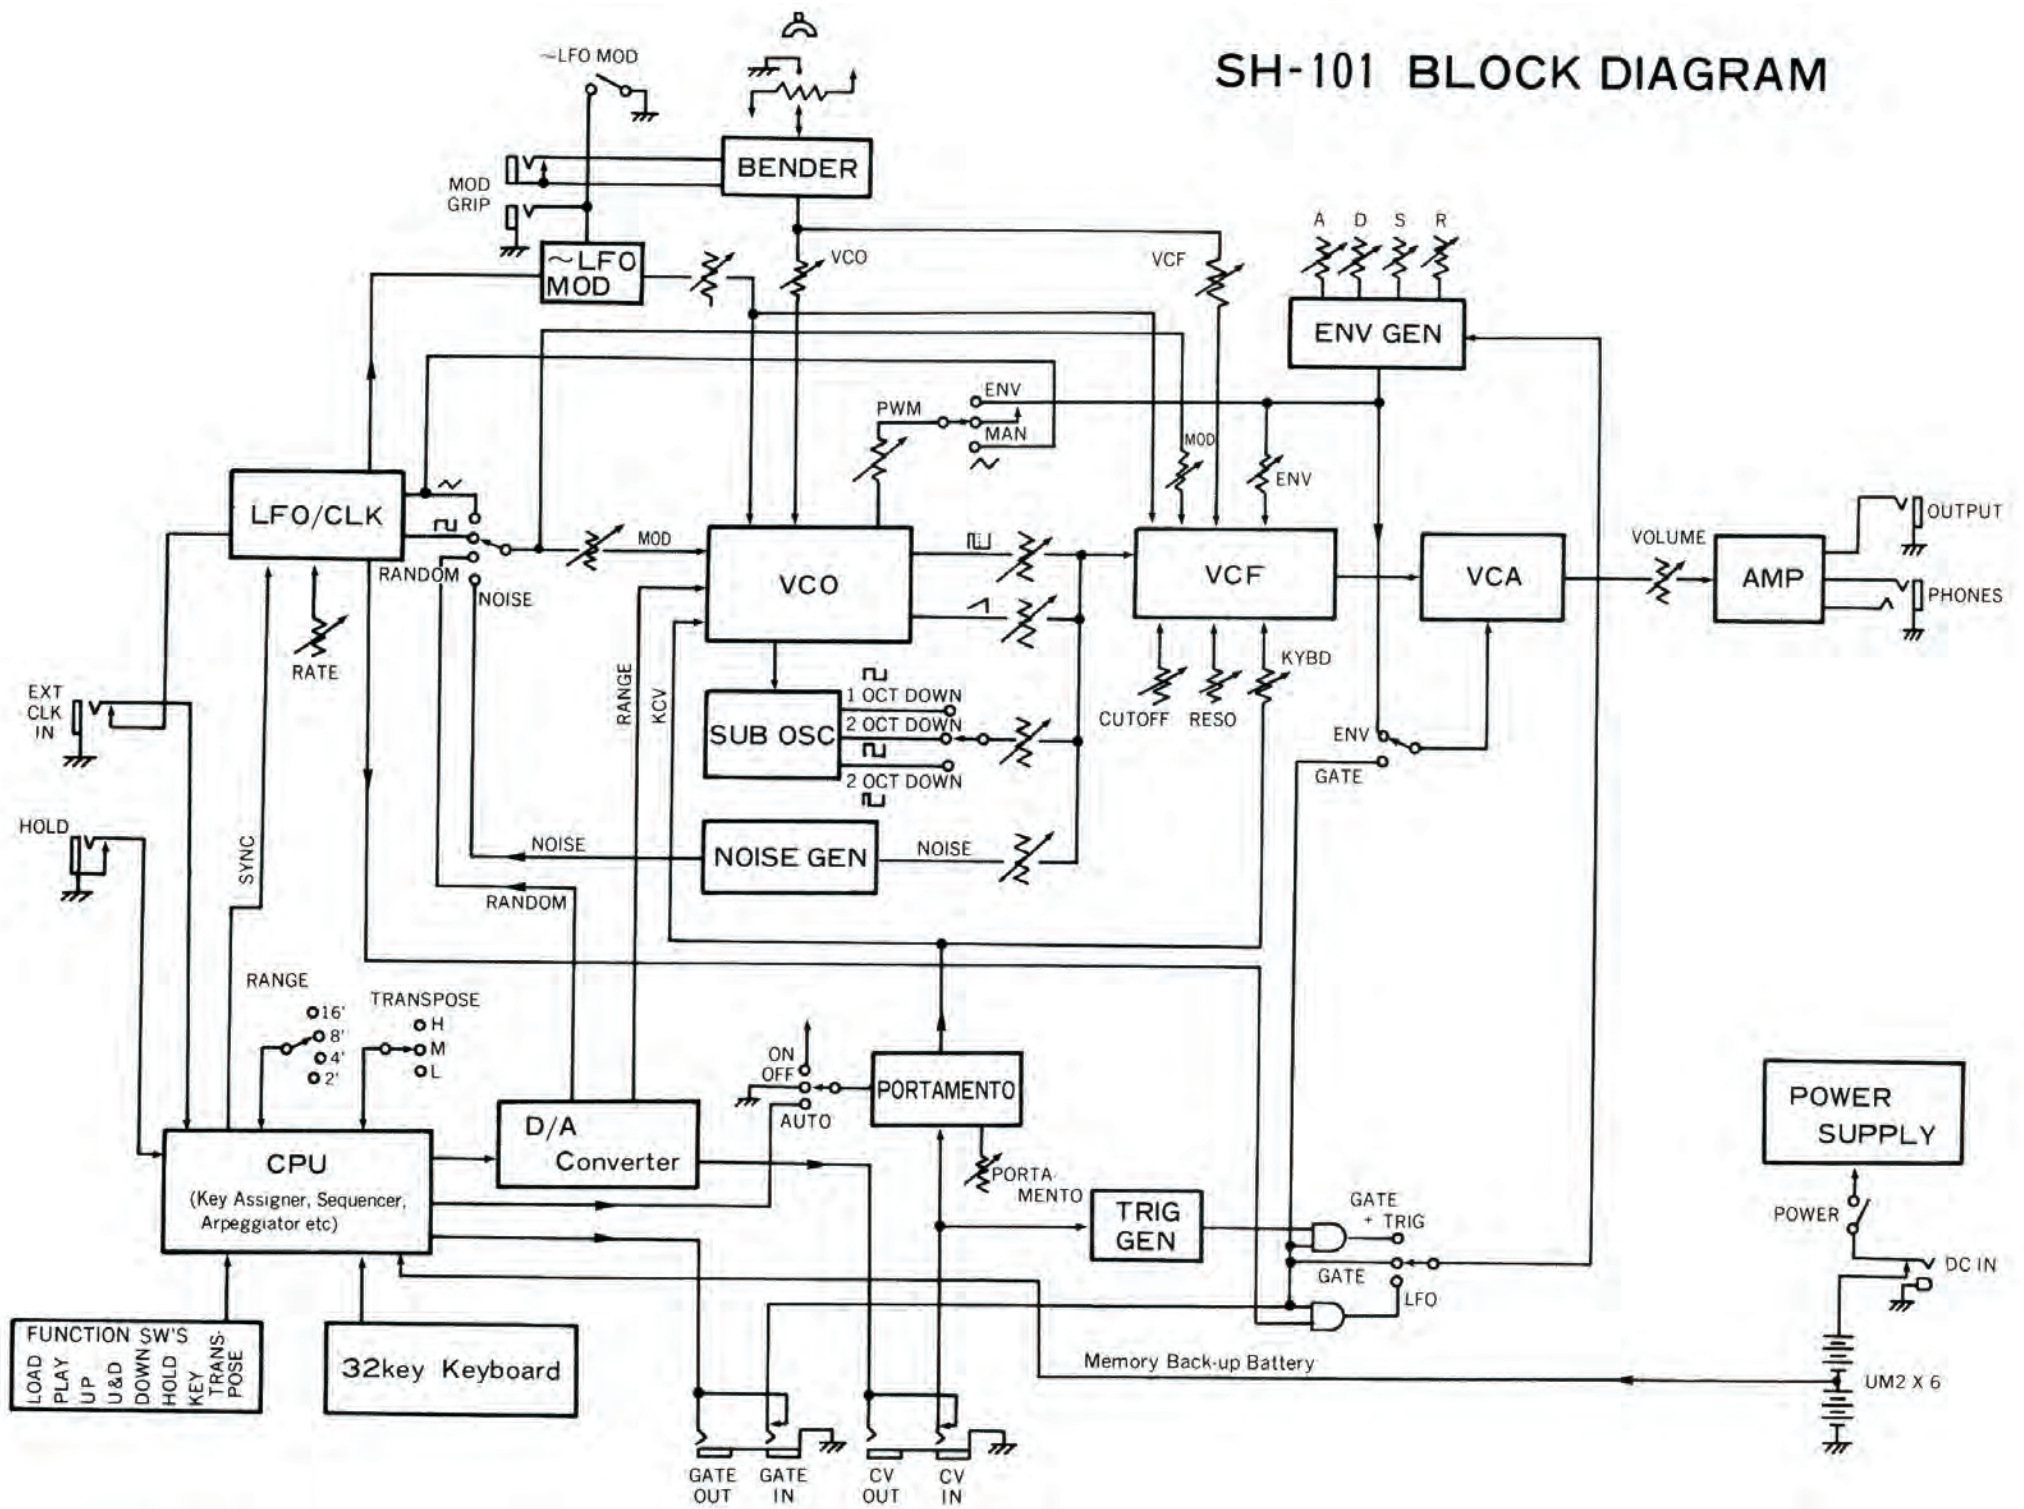 SH-101 BLOCK DIAGRAM
~LFO MOD
BENDER
MOD
GRIP
~LFO
MOD
VCO
VCF
A D S R
ENV GEN
PWM
ENV
MAN
MOD
ENV
LFO/CLK
RANDOM
NOISE
MOD
VCO
VCF
VCA
VOLUME
AMP
OUTPUT
PHONES
RATE
RANGE
KCV
KYBD
CUTOFF
RESO
EXT
CLK
IN
SUB OSC
1 OCT DOWN
2 OCT DOWN
2 OCT DOWN
ENV
GATE
HOLD
SYNC
NOISE
NOISE GEN
NOISE
RANDOM
RANGE
16'
8'
4'
2'
TRANSPOSE
H
M
L
ON
OFF
AUTO
PORTAMENTO
PORTA-
MENTO
D/A
Converter
CPU
(Key Assigner, Sequencer,
Arpeggiator etc)
TRIG
GEN
GATE
+ TRIG
GATE
LFO
POWER
SUPPLY
POWER
DC IN
FUNCTION SW'S
LOAD
PLAY
UP
U&D
DOWN
HOLD
KEY
TRANS-
POSE
32key Keyboard
Memory Back-up Battery
UM2 X 6
GATE
OUT
GATE
IN
CV
OUT
CV
IN